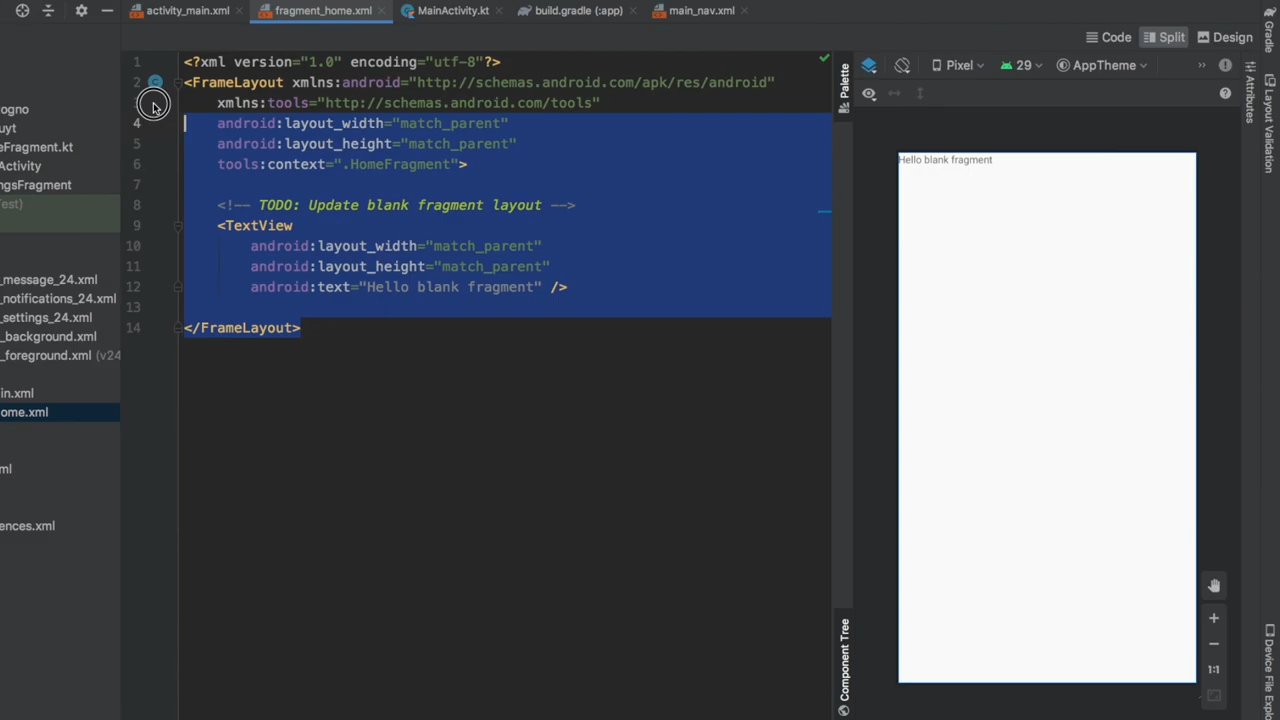 activity_main.xml
fragment_home.xml
MainActivity.kt
build.gradle (:app)
main_nav.xml
Code
Split
Design
Pixel
29
AppTheme
Gradle
Palette
Attributes
Layout Validation
ogno
uyt
eFragment.kt
Activity
ngsFragment
est)
_message_24.xml
_notifications_24.xml
_settings_24.xml
_background.xml
_foreground.xml (v24
in.xml
ome.xml
ml
ences.xml
1 <?xml version="1.0" encoding="utf-8"?>
2 <FrameLayout xmlns:android="http://schemas.android.com/apk/res/android"
xmlns:tools="http://schemas.android.com/tools"
4 android:layout_width="match_parent"
5 android:layout_height="match_parent"
6 tools:context=".HomeFragment">
7
8 <!-- TODO: Update blank fragment layout -->
9 <TextView
10 android:layout_width="match_parent"
11 android:layout_height="match_parent"
12 android:text="Hello blank fragment" />
13
14 </FrameLayout>
Hello blank fragment
1:1
Component Tree
Device File Explo